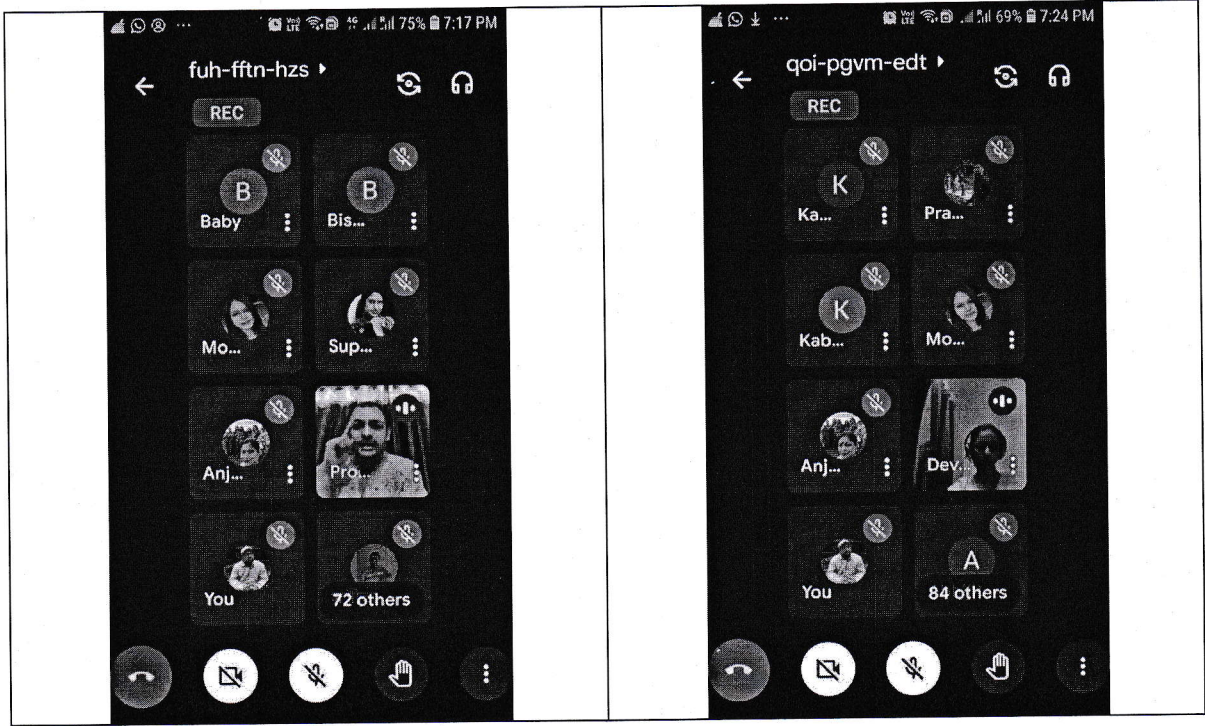 75% 7:17 PM
fuh-fftn-hzs
REC
B
Baby
B
Bis...
Mo...
Sup...
Anj...
Pro...
You
72 others
69% 7:24 PM
qoi-pgvm-edt
REC
K
Ka...
Pra...
K
Kab...
Mo...
Anj...
Dev...
You
A
84 others